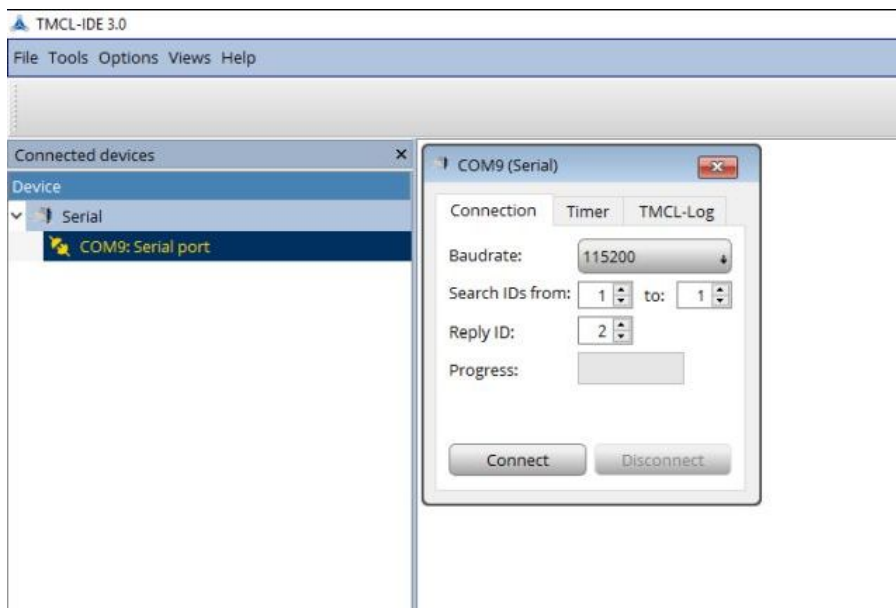 TMCL-IDE 3.0
File Tools Options Views Help
Connected devices
Device
Serial
COM9: Serial port
COM9 (Serial)
Connection Timer TMCL-Log
Baudrate: 115200
Search IDs from: 1 to: 1
Reply ID: 2
Progress:
Connect Disconnect